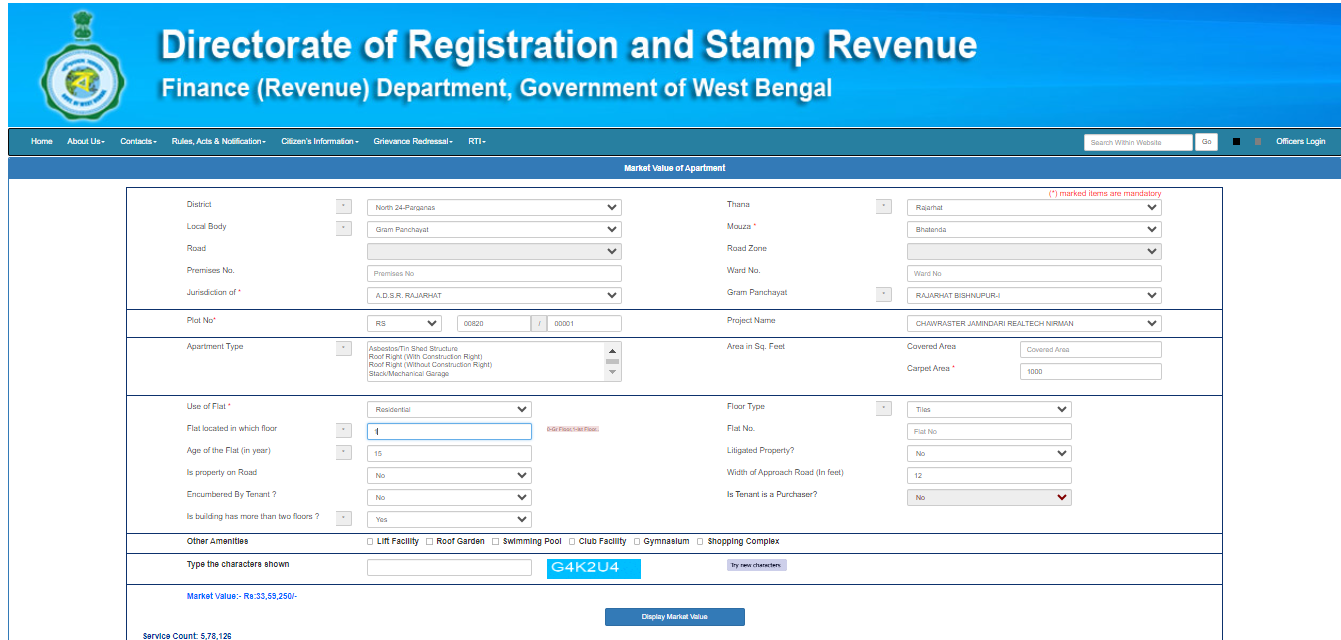 Directorate of Registration and Stamp Revenue
Finance (Revenue) Department, Government of West Bengal
Home About Us Contacts Rules, Acts & Notification Citizen's Information Grievance Redressal RTI Search Within Website Go Officers Login
Market Value of Apartment
(*) marked items are mandatory
District * North 24-Parganas Thana * Rajarhat
Local Body * Gram Panchayat Mouza * Bhatenda
Road Road Zone
Premises No. Premises No Ward No. Ward No
Jurisdiction of * A.D.S.R. RAJARHAT Gram Panchayat * RAJARHAT BISHNUPUR-I
Plot No* RS 00820 / 00001 Project Name CHAWRASTER JAMINDARI REALTECH NIRMAN
Apartment Type * Asbestos/Tin Shed Structure Area in Sq. Feet Covered Area Covered Area
Roof Right (With Construction Right)
Roof Right (Without Construction Right) Carpet Area * 1000
Stack/Mechanical Garage
Use of Flat * Residential Floor Type * Tiles
Flat located in which floor * 1 0-Gr Floor, 1-Ist Floor.. Flat No. Flat No
Age of the Flat (in year) * 15 Litigated Property? No
Is property on Road No Width of Approach Road (In feet) 12
Encumbered By Tenant ? No Is Tenant is a Purchaser? No
Is building has more than two floors ? * Yes
Other Amenities Lift Facility Roof Garden Swimming Pool Club Facility Gymnasium Shopping Complex
Type the characters shown G4K2U4 Try new characters
Market Value:- Rs:33,59,250/-
Display Market Value
Service Count: 5,78,126